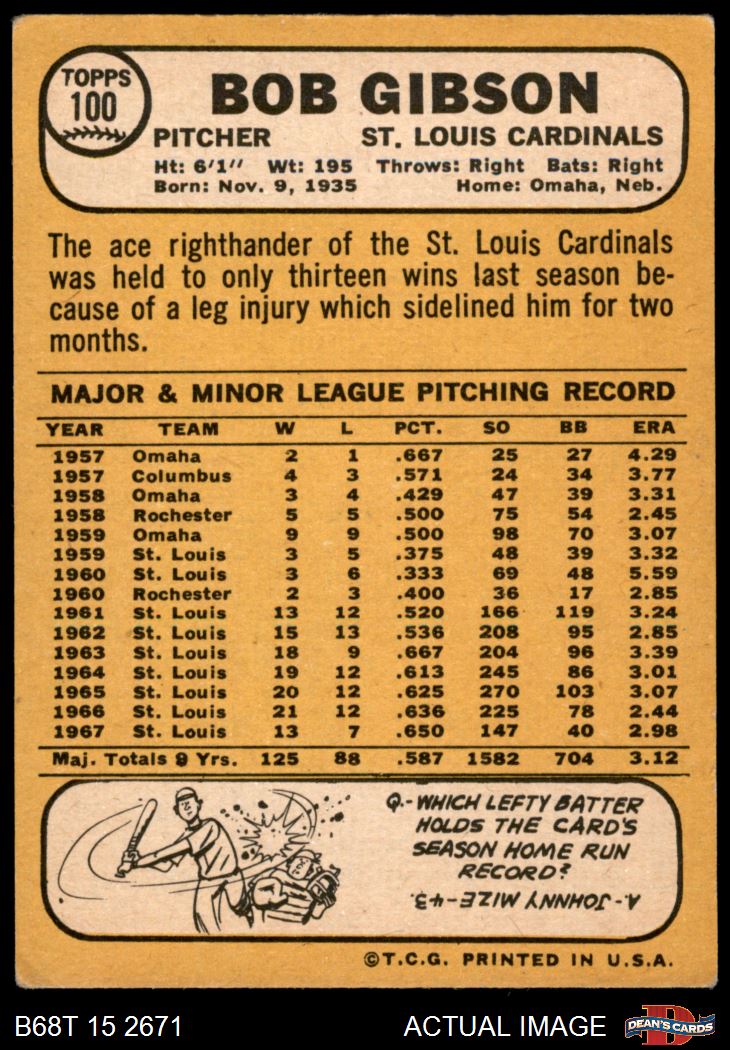 TOPPS
100
BOB GIBSON
PITCHER ST. LOUIS CARDINALS
Ht: 6'1" Wt: 195 Throws: Right Bats: Right
Born: Nov. 9, 1935 Home: Omaha, Neb.
The ace righthander of the St. Louis Cardinals
was held to only thirteen wins last season be-
cause of a leg injury which sidelined him for two
months.
MAJOR & MINOR LEAGUE PITCHING RECORD
YEAR TEAM W L PCT. SO BB ERA
1957 Omaha 2 1 .667 25 27 4.29
1957 Columbus 4 3 .571 24 34 3.77
1958 Omaha 3 4 .429 47 39 3.31
1958 Rochester 5 5 .500 75 54 2.45
1959 Omaha 9 9 .500 98 70 3.07
1959 St. Louis 3 5 .375 48 39 3.32
1960 St. Louis 3 6 .333 69 48 5.59
1960 Rochester 2 3 .400 36 17 2.85
1961 St. Louis 13 12 .520 166 119 3.24
1962 St. Louis 15 13 .536 208 95 2.85
1963 St. Louis 18 9 .667 204 96 3.39
1964 St. Louis 19 12 .613 245 86 3.01
1965 St. Louis 20 12 .625 270 103 3.07
1966 St. Louis 21 12 .636 225 78 2.44
1967 St. Louis 13 7 .650 147 40 2.98
Maj. Totals 9 Yrs. 125 88 .587 1582 704 3.12
Q.-WHICH LEFTY BATTER
HOLDS THE CARD'S
SEASON HOME RUN
RECORD?
A. JOHNNY MIZE-43.
©T.C.G. PRINTED IN U.S.A.
B68T 15 2671 ACTUAL IMAGE
D
DEAN'S CARDS